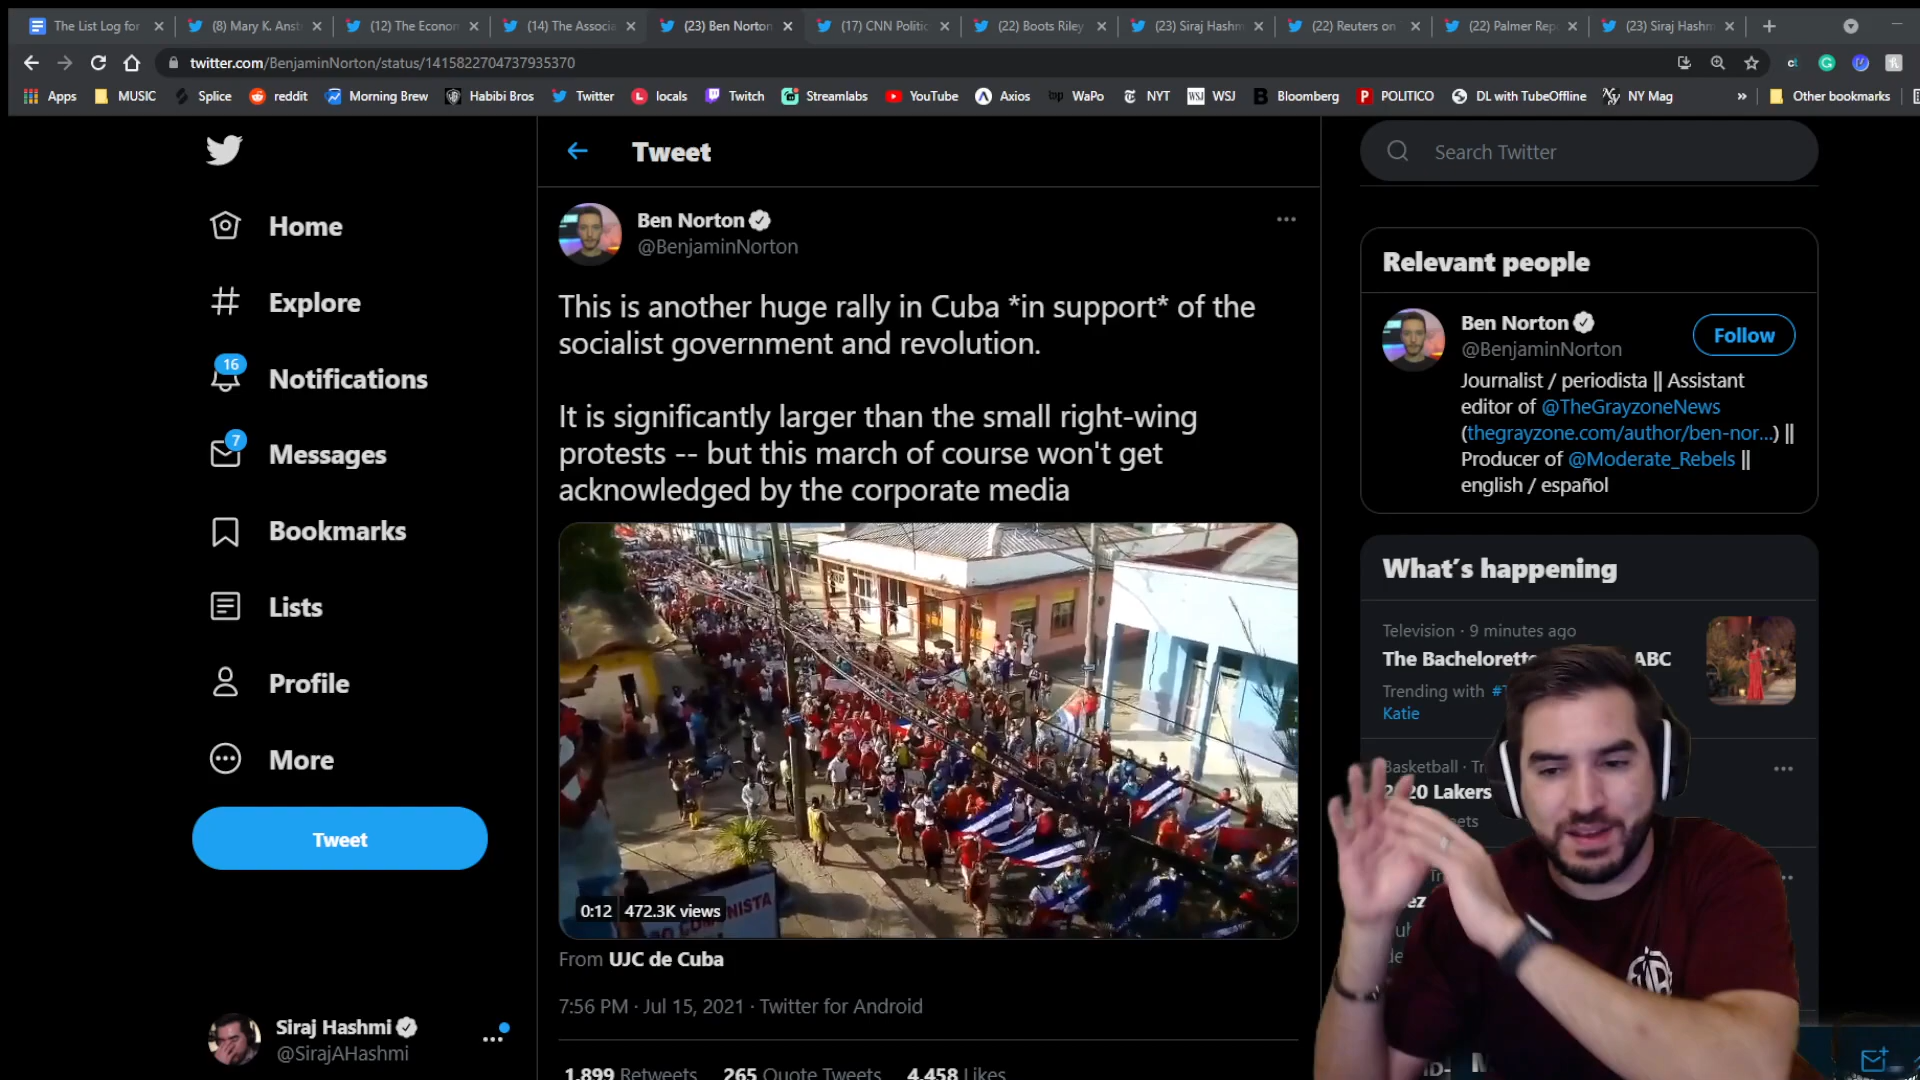 The List Log for
(8) Mary K. Anst
(12) The Econom
(14) The Associa
(23) Ben Norton
(17) CNN Politic
(22) Boots Riley
(23) Siraj Hashm
(22) Reuters on
(22) Palmer Rep
(23) Siraj Hashm
twitter.com/BenjaminNorton/status/1415822704737935370
Apps MUSIC Splice reddit Morning Brew Habibi Bros Twitter locals Twitch Streamlabs YouTube Axios WaPo NYT WSJ Bloomberg POLITICO DL with TubeOffline NY Mag » Other bookmarks
Tweet
Search Twitter
Home
Explore
16
Notifications
7
Messages
Bookmarks
Lists
Profile
More
Tweet
Siraj Hashmi
@SirajAHashmi
Ben Norton
@BenjaminNorton
This is another huge rally in Cuba *in support* of the
socialist government and revolution.
It is significantly larger than the small right-wing
protests -- but this march of course won't get
acknowledged by the corporate media
0:12 472.3K views
From UJC de Cuba
7:56 PM · Jul 15, 2021 · Twitter for Android
1,899 Retweets 265 Quote Tweets 4,458 Likes
Relevant people
Ben Norton
@BenjaminNorton
Follow
Journalist / periodista || Assistant
editor of @TheGrayzoneNews
(thegrayzone.com/author/ben-nor...) ||
Producer of @Moderate_Rebels ||
english / español
What's happening
Television · 9 minutes ago
The Bachelorette ABC
Trending with
Katie
Basketball
Lakers